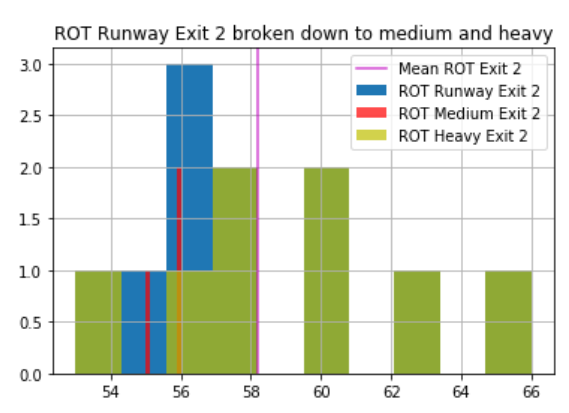 ROT Runway Exit 2 broken down to medium and heavy
Mean ROT Exit 2
ROT Runway Exit 2
ROT Medium Exit 2
ROT Heavy Exit 2
3.0
2.5
2.0
1.5
1.0
0.5
0.0
54 56 58 60 62 64 66